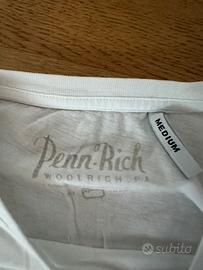 Penn-Rich
WOOLRICH, PA
MEDIUM
subito